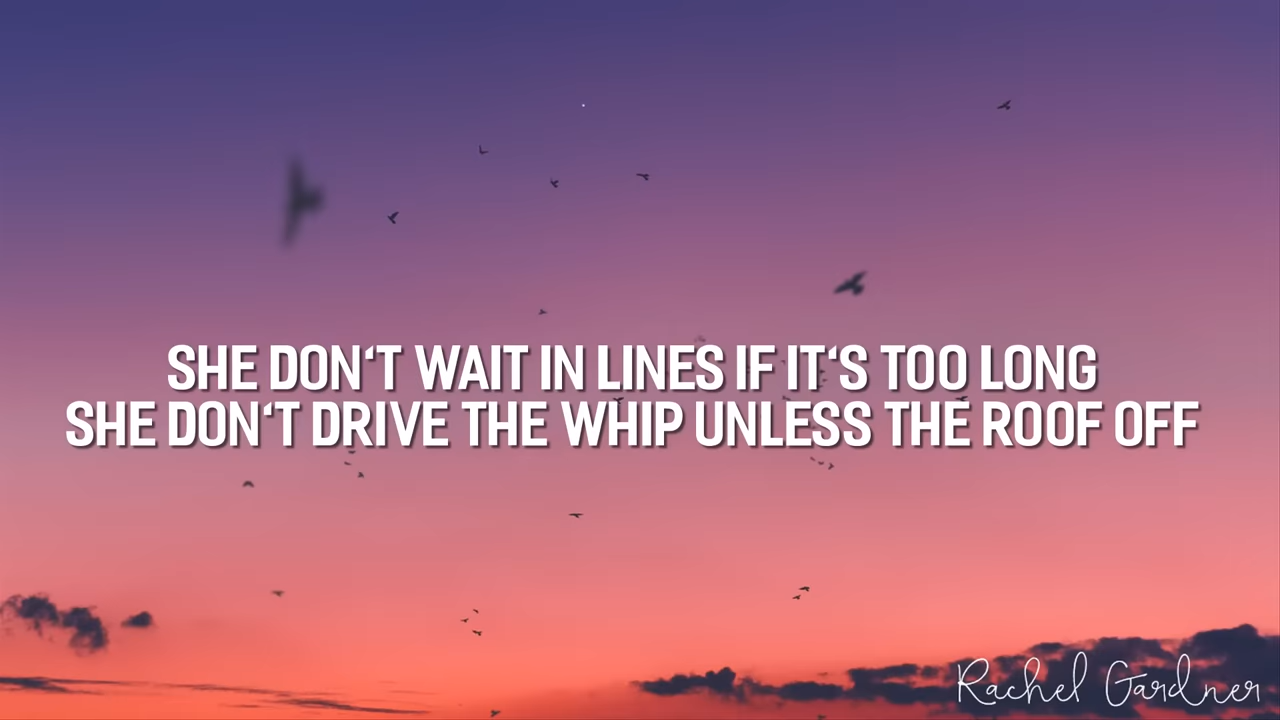 SHE DON‘T WAIT IN LINES IF IT‘S TOO LONG
SHE DON‘T DRIVE THE WHIP UNLESS THE ROOF OFF
Rachel Gardner